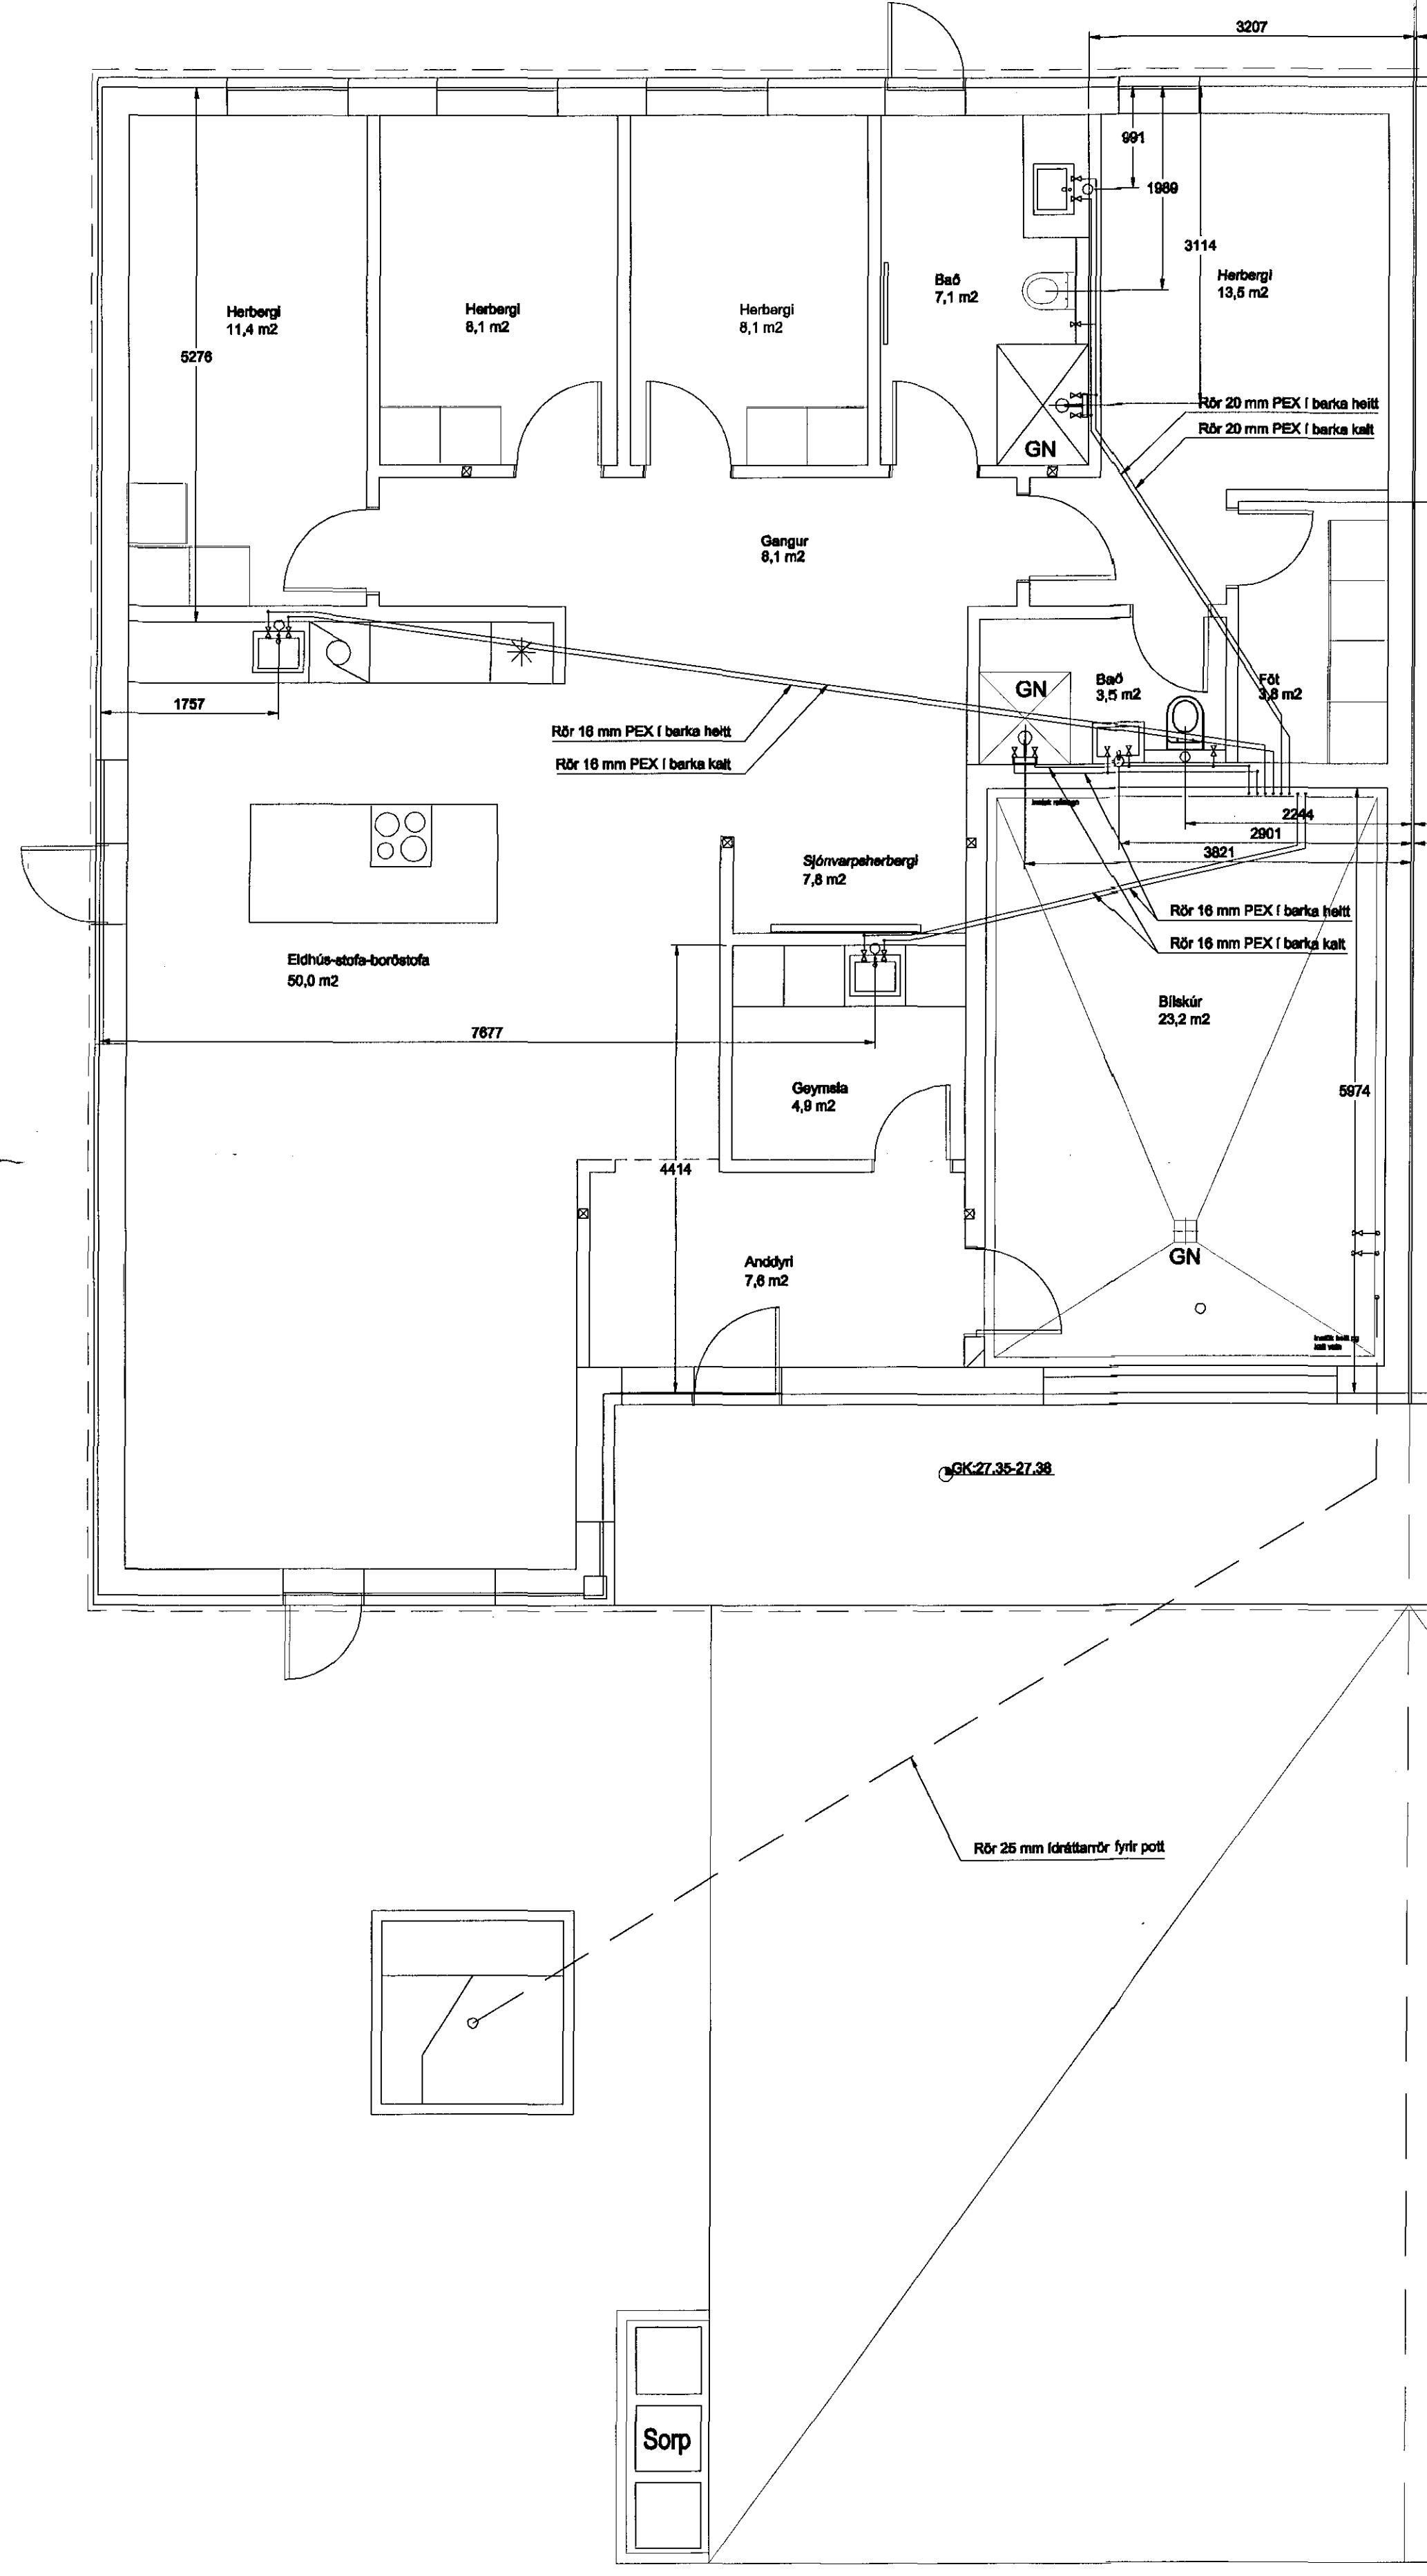 3207
991
1989
3114
Herbergi
13,5 m2
Bað
7,1 m2
Herbergi
11,4 m2
Herbergi
8,1 m2
Herbergi
8,1 m2
5276
Rör 20 mm PEX í barka heitt
Rör 20 mm PEX í barka kalt
GN
Gangur
8,1 m2
GN
Bað
3,5 m2
Föt
3,8 m2
1757
Rör 16 mm PEX í barka heitt
Rör 16 mm PEX í barka kalt
2244
2901
3821
Sjónvarpsherbergi
7,8 m2
Rör 16 mm PEX í barka heitt
Rör 16 mm PEX í barka kalt
Eldhús-stofa-borðstofa
50,0 m2
Bílskúr
23,2 m2
7677
Geymsla
4,9 m2
5974
4414
Anddyri
7,6 m2
GN
GK:27.35-27.38
Rör 25 mm ídráttarrör fyrir pott
Sorp